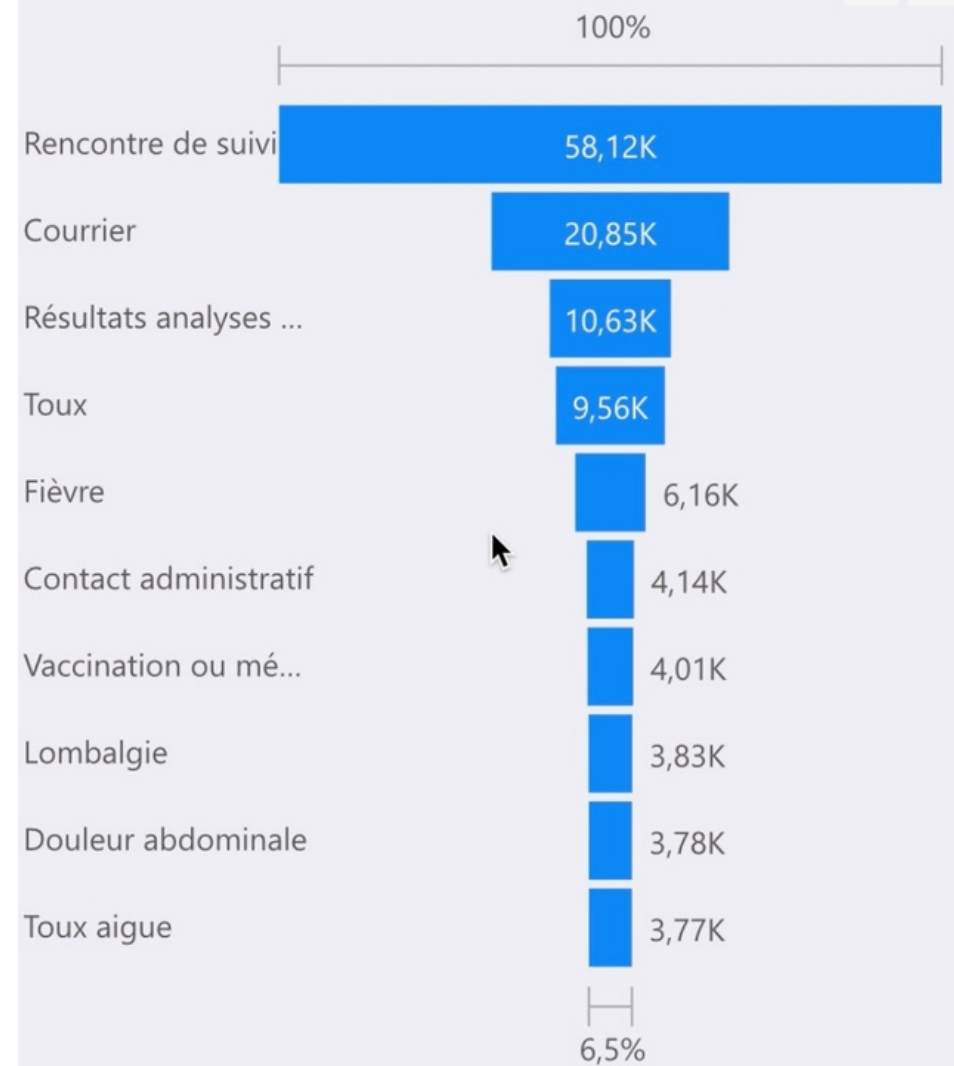 100%
Rencontre de suivi 58,12K
Courrier 20,85K
Résultats analyses ... 10,63K
Toux 9,56K
Fièvre 6,16K
Contact administratif 4,14K
Vaccination ou mé... 4,01K
Lombalgie 3,83K
Douleur abdominale 3,78K
Toux aigue 3,77K
6,5%